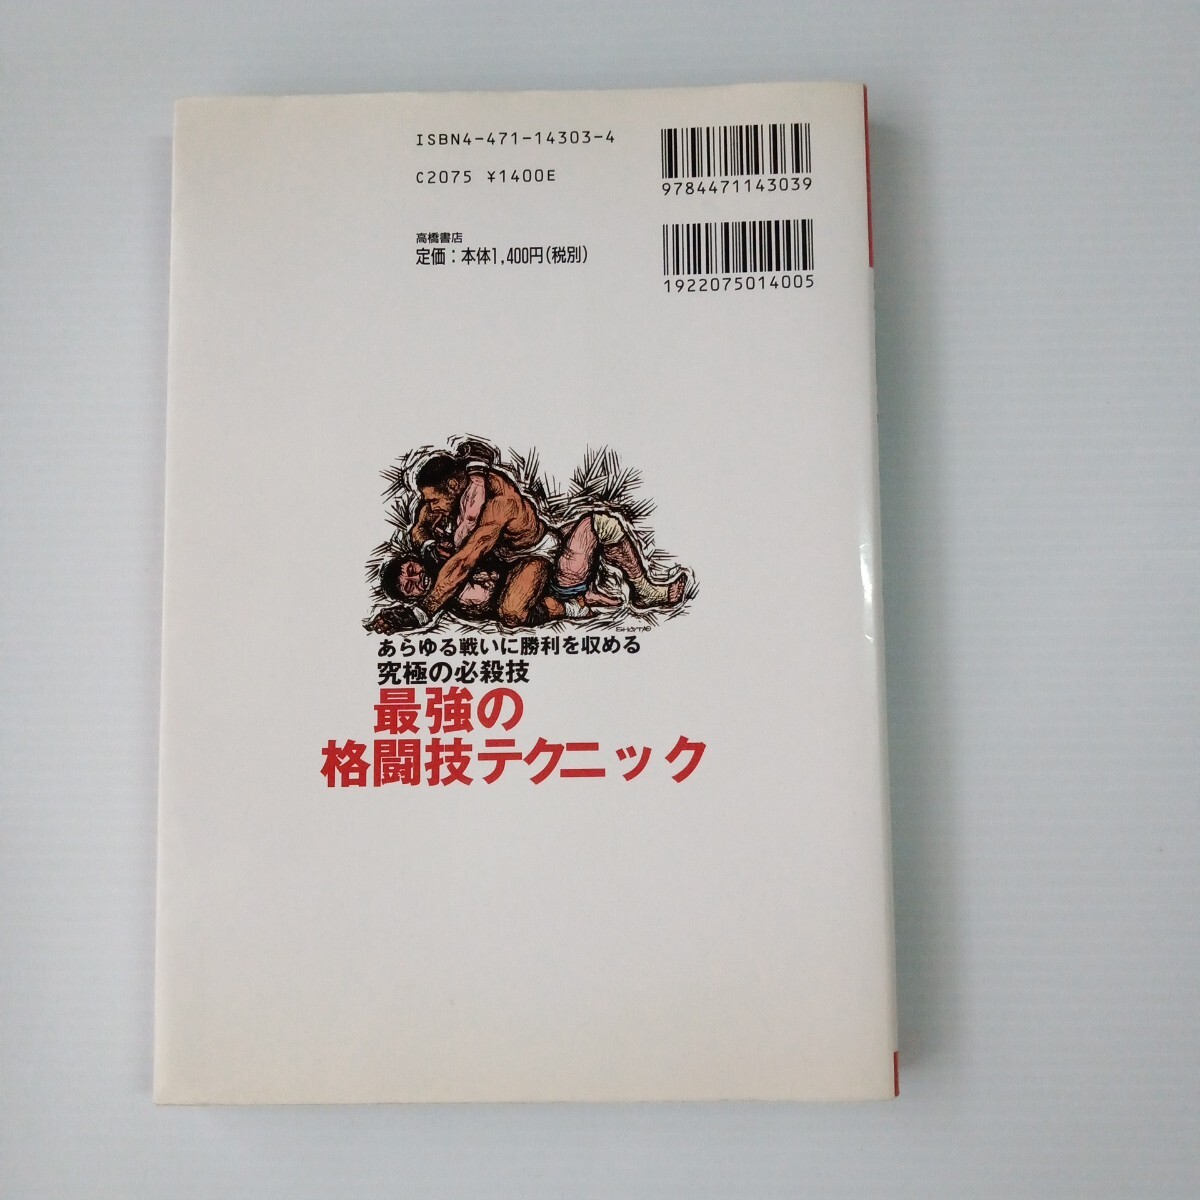 ISBN4-471-14303-4
C2075 ¥1400E
高橋書店
定価：本体1,400円(税別)
9784471143039
1922075014005
あらゆる戦いに勝利を収める
究極の必殺技
最強の
格闘技テクニック